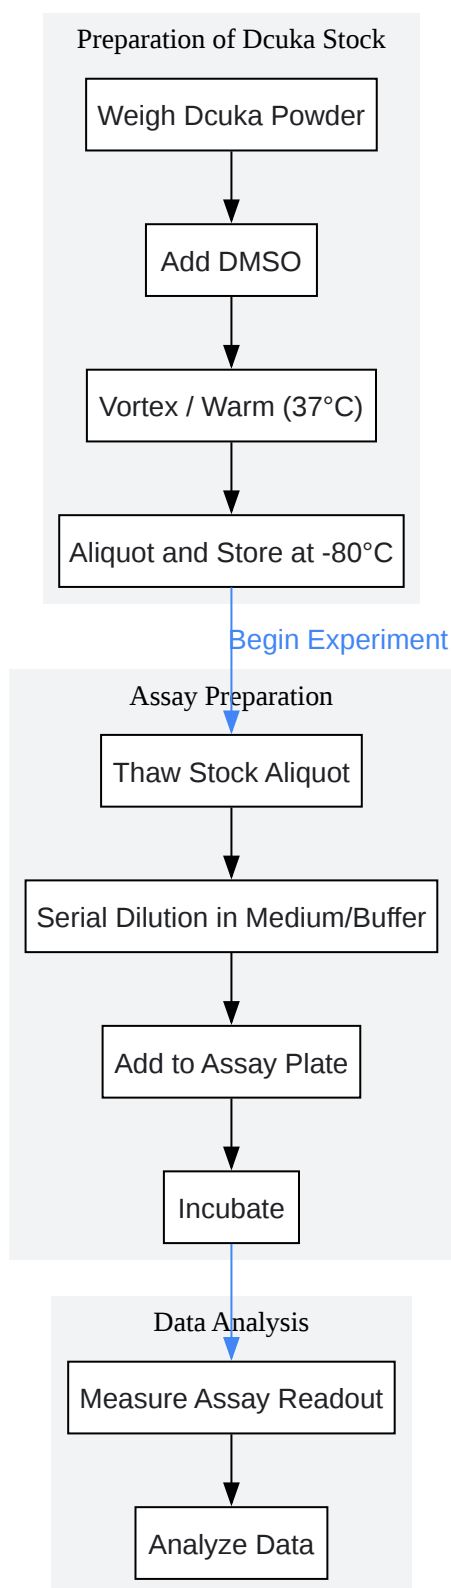 Preparation of Dcuka Stock
Weigh Dcuka Powder
Add DMSO
Vortex / Warm (37°C)
Aliquot and Store at -80°C
Begin Experiment
Assay Preparation
Thaw Stock Aliquot
Serial Dilution in Medium/Buffer
Add to Assay Plate
Incubate
Data Analysis
Measure Assay Readout
Analyze Data